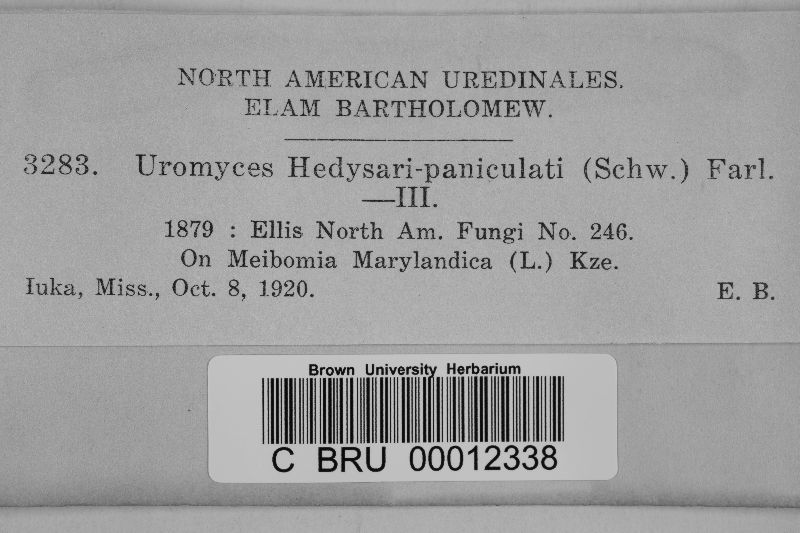 NORTH AMERICAN UREDINALES.
ELAM BARTHOLOMEW.
3283. Uromyces Hedysari-paniculati (Schw.) Farl.
—III.
1879 : Ellis North Am. Fungi No. 246.
On Meibomia Marylandica (L.) Kze.
Iuka, Miss., Oct. 8, 1920. E. B.
Brown University Herbarium
C BRU 00012338